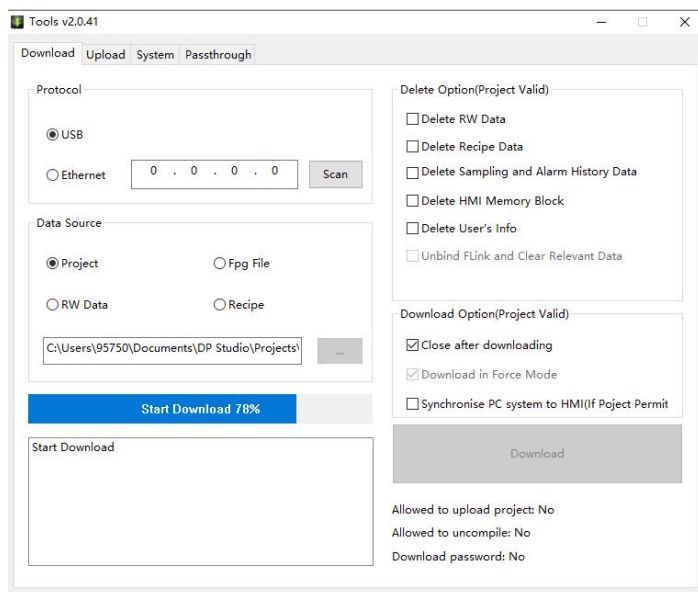 Tools v2.0.41
Download Upload System Passthrough
Protocol
USB
Ethernet 0 . 0 . 0 . 0 Scan
Data Source
Project Fpg File
RW Data Recipe
C:\Users\95750\Documents\DP Studio\Projects\ ...
Start Download 78%
Start Download
Delete Option(Project Valid)
Delete RW Data
Delete Recipe Data
Delete Sampling and Alarm History Data
Delete HMI Memory Block
Delete User's Info
Unbind FLink and Clear Relevant Data
Download Option(Project Valid)
Close after downloading
Download in Force Mode
Synchronise PC system to HMI(If Poject Permit
Download
Allowed to upload project: No
Allowed to uncompile: No
Download password: No